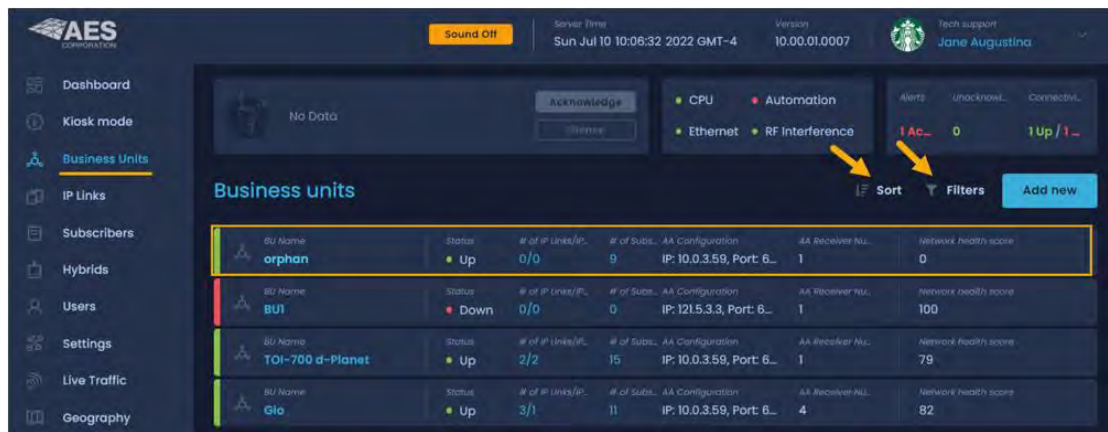 AES
CORPORATION
Sound Off
Server Time
Sun Jul 10 10:06:32 2022 GMT-4
Version
10.00.01.0007
Tech support
Jane Augustina
Dashboard
Kiosk mode
Business Units
IP Links
Subscribers
Hybrids
Users
Settings
Live Traffic
Geography
No Data
Acknowledge
Silence
CPU
Automation
Ethernet
RF Interference
Alerts
Unacknowl...
Connectivi...
1 Ac...
0
1 Up / 1 ...
Business units
Sort
Filters
Add new
BU Name
Status
# of IP Links/IP...
# of Subs...
AA Configuration
AA Receiver Nu...
Network health score
orphan
Up
0/0
9
IP: 10.0.3.59, Port: 6...
1
0
BU Name
Status
# of IP Links/IP...
# of Subs...
AA Configuration
AA Receiver Nu...
Network health score
BU1
Down
0/0
0
IP: 121.5.3.3, Port: 6...
1
100
BU Name
Status
# of IP Links/IP...
# of Subs...
AA Configuration
AA Receiver Nu...
Network health score
TOI-700 d-Planet
Up
2/2
15
IP: 10.0.3.59, Port: 6...
1
79
BU Name
Status
# of IP Links/IP...
# of Subs...
AA Configuration
AA Receiver Nu...
Network health score
Glo
Up
3/1
11
IP: 10.0.3.59, Port: 6...
4
82